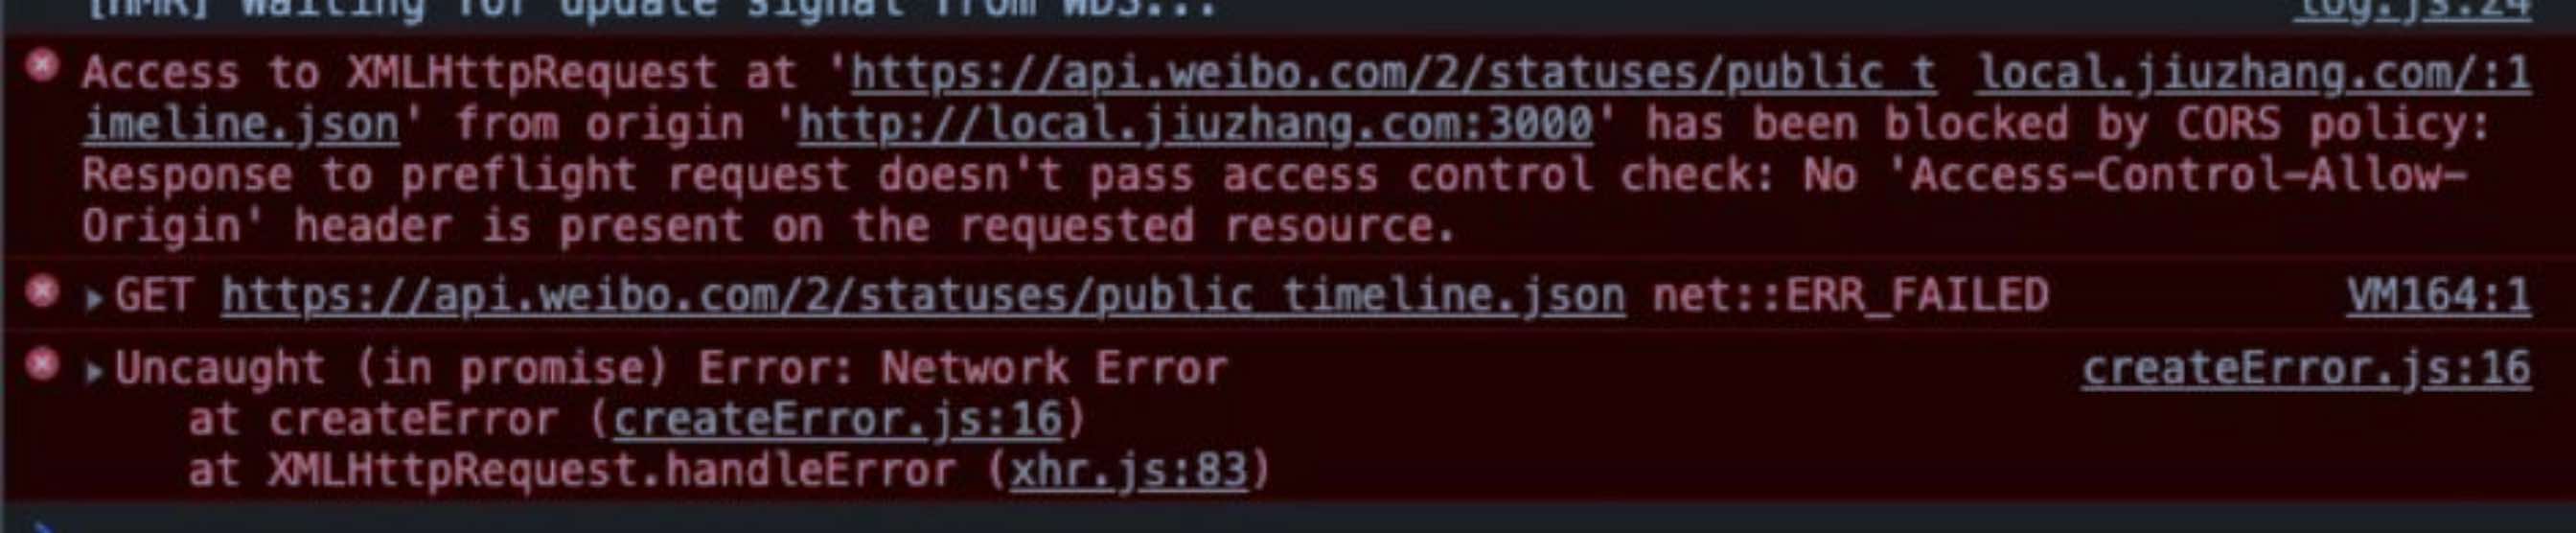 [HMR] Waiting for update signal from WDS... log.js:24
Access to XMLHttpRequest at 'https://api.weibo.com/2/statuses/public_t local.jiuzhang.com/:1
imeline.json' from origin 'http://local.jiuzhang.com:3000' has been blocked by CORS policy:
Response to preflight request doesn't pass access control check: No 'Access-Control-Allow-
Origin' header is present on the requested resource.
GET https://api.weibo.com/2/statuses/public_timeline.json net::ERR_FAILED VM164:1
Uncaught (in promise) Error: Network Error createError.js:16
at createError (createError.js:16)
at XMLHttpRequest.handleError (xhr.js:83)